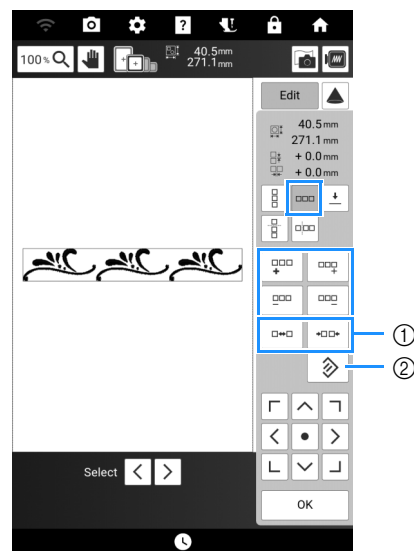 ?
100%
40.5mm
271.1mm
Edit
40.5mm
271.1mm
+ 0.0mm
+ 0.0mm
①
②
Select
OK